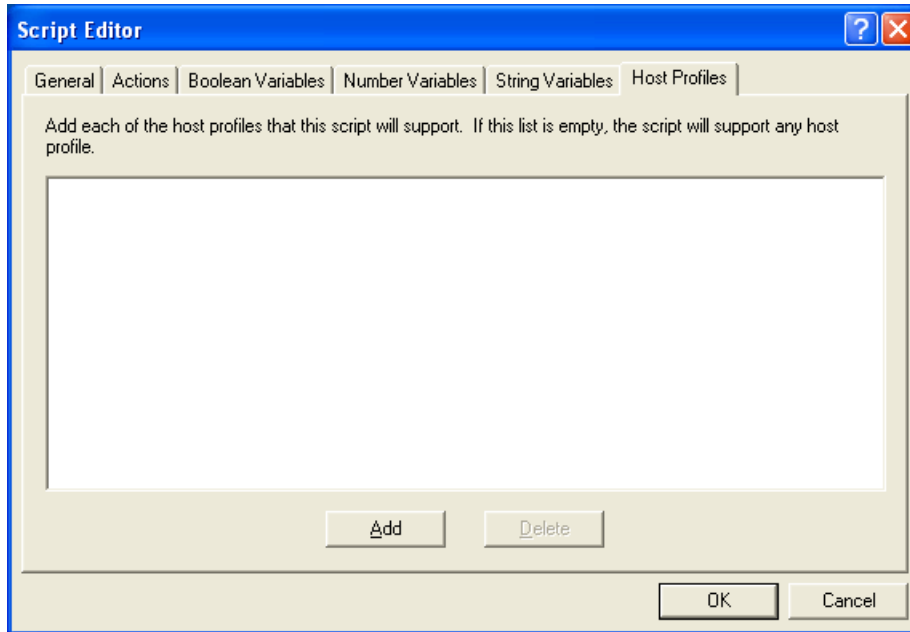 Script Editor
General Actions Boolean Variables Number Variables String Variables Host Profiles
Add each of the host profiles that this script will support. If this list is empty, the script will support any host
profile.
Add Delete
OK Cancel